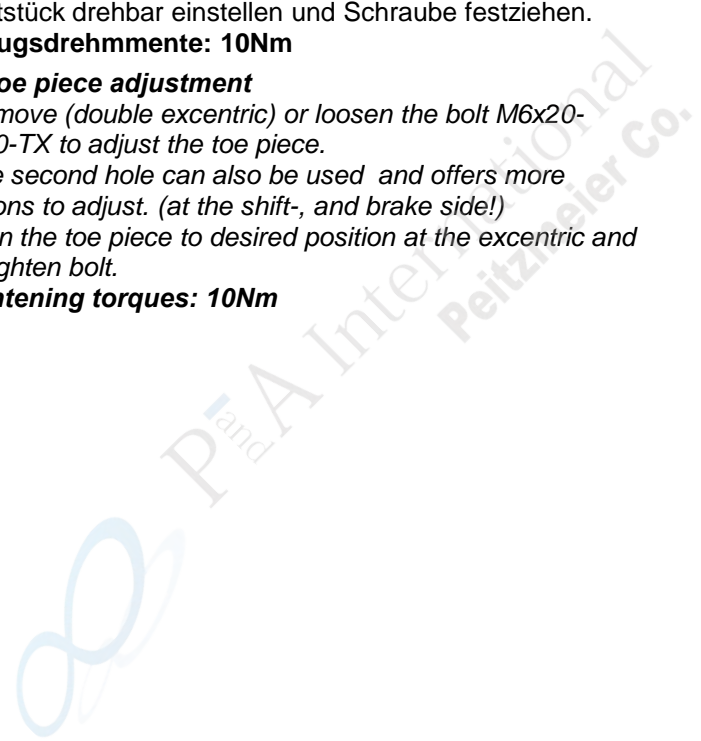 tstück drehbar einstellen und Schraube festziehen.
ugsdrehmmente: 10Nm
oe piece adjustment
move (double excentric) or loosen the bolt M6x20-
0-TX to adjust the toe piece.
e second hole can also be used and offers more
ons to adjust. (at the shift-, and brake side!)
n the toe piece to desired position at the excentric and
ghten bolt.
ntening torques: 10Nm
P and A International
Peitzmeier Co.